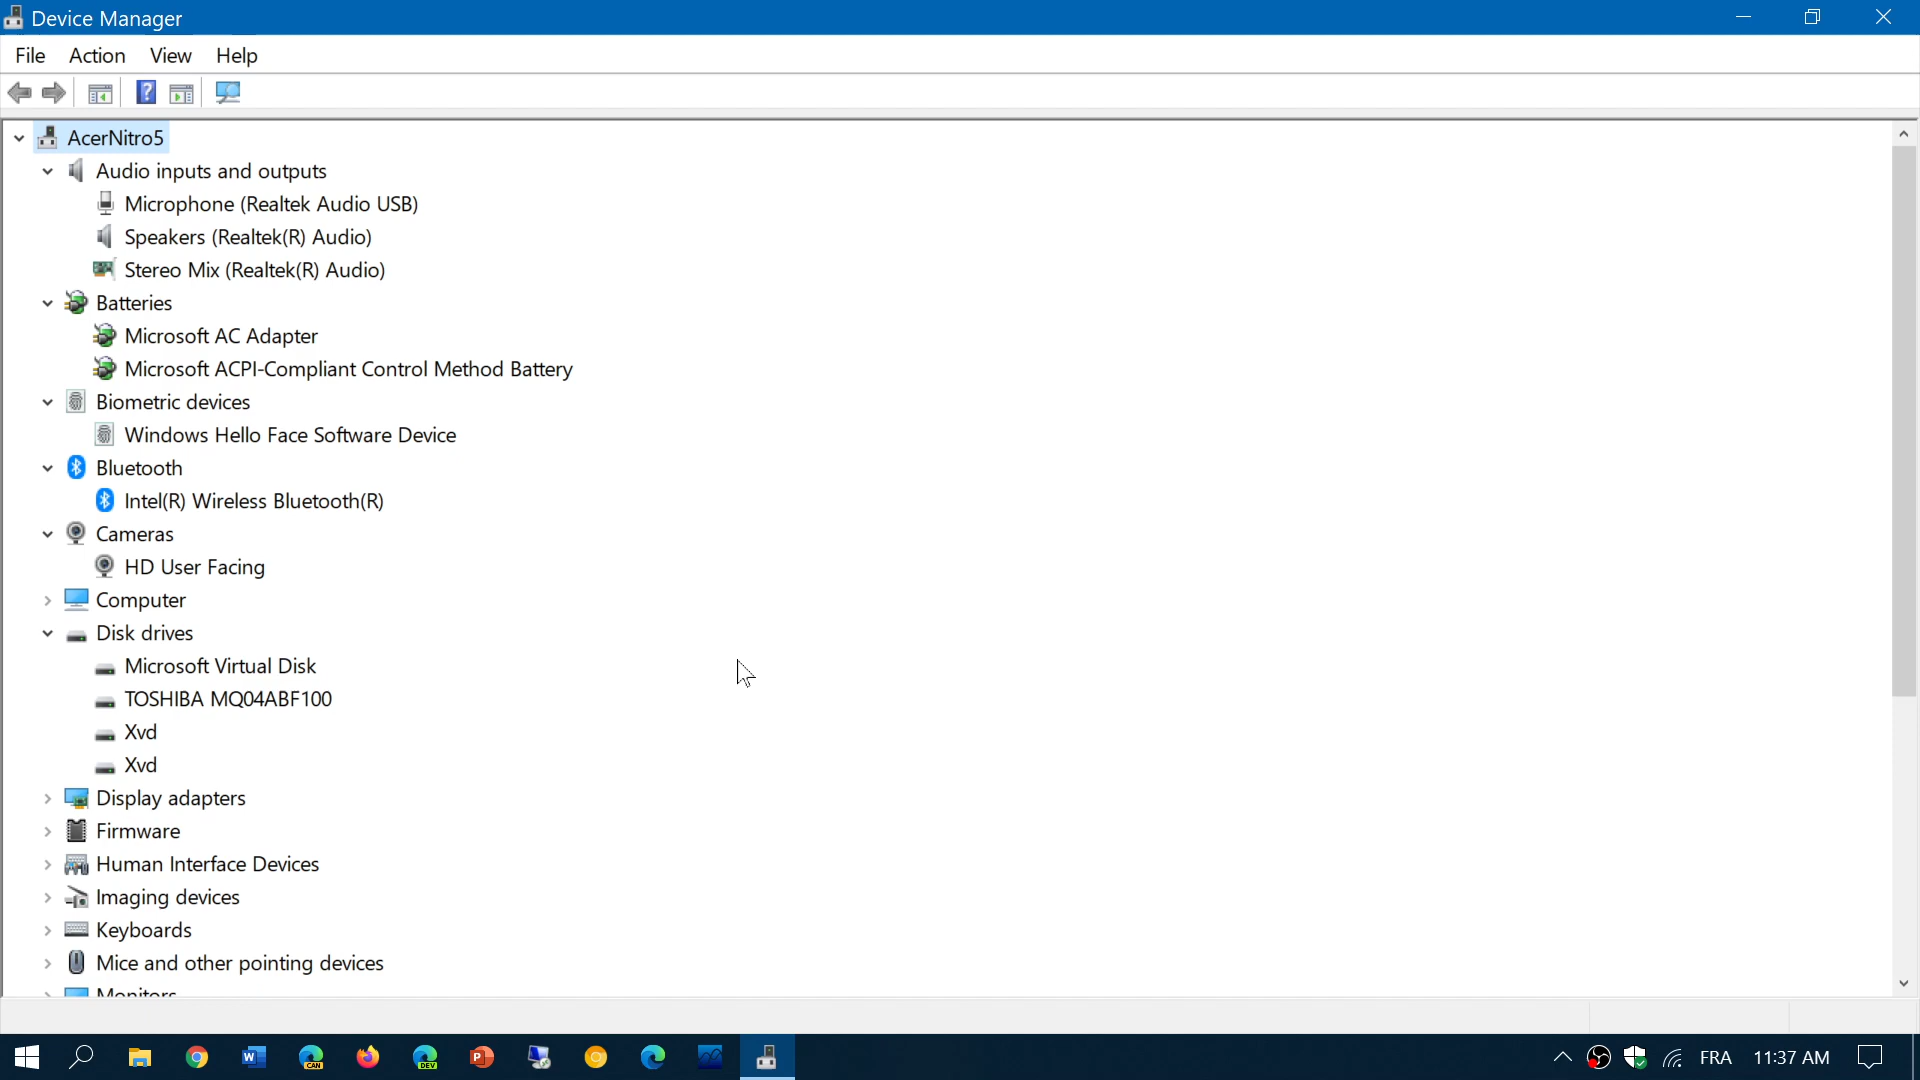 Device Manager
File Action View Help
AcerNitro5
Audio inputs and outputs
Microphone (Realtek Audio USB)
Speakers (Realtek(R) Audio)
Stereo Mix (Realtek(R) Audio)
Batteries
Microsoft AC Adapter
Microsoft ACPI-Compliant Control Method Battery
Biometric devices
Windows Hello Face Software Device
Bluetooth
Intel(R) Wireless Bluetooth(R)
Cameras
HD User Facing
Computer
Disk drives
Microsoft Virtual Disk
TOSHIBA MQ04ABF100
Xvd
Xvd
Display adapters
Firmware
Human Interface Devices
Imaging devices
Keyboards
Mice and other pointing devices
Monitors
CAN DEV FRA 11:37 AM